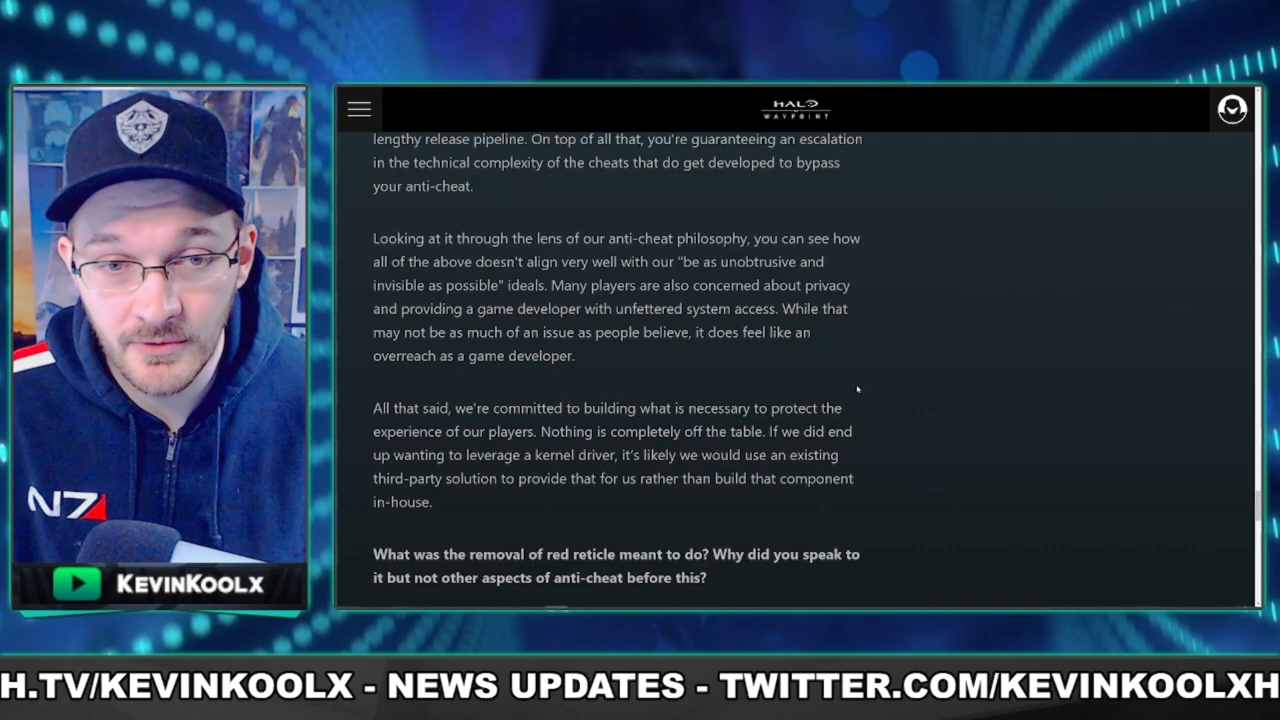 HALO
WAYPOINT
lengthy release pipeline. On top of all that, you're guaranteeing an escalation
in the technical complexity of the cheats that do get developed to bypass
your anti-cheat.
Looking at it through the lens of our anti-cheat philosophy, you can see how
all of the above doesn't align very well with our "be as unobtrusive and
invisible as possible" ideals. Many players are also concerned about privacy
and providing a game developer with unfettered system access. While that
may not be as much of an issue as people believe, it does feel like an
overreach as a game developer.
All that said, we're committed to building what is necessary to protect the
experience of our players. Nothing is completely off the table. If we did end
up wanting to leverage a kernel driver, it's likely we would use an existing
third-party solution to provide that for us rather than build that component
in-house.
What was the removal of red reticle meant to do? Why did you speak to
it but not other aspects of anti-cheat before this?
N7
KEVINKOOLX
H.TV/KEVINKOOLX - NEWS UPDATES - TWITTER.COM/KEVINKOOLXH